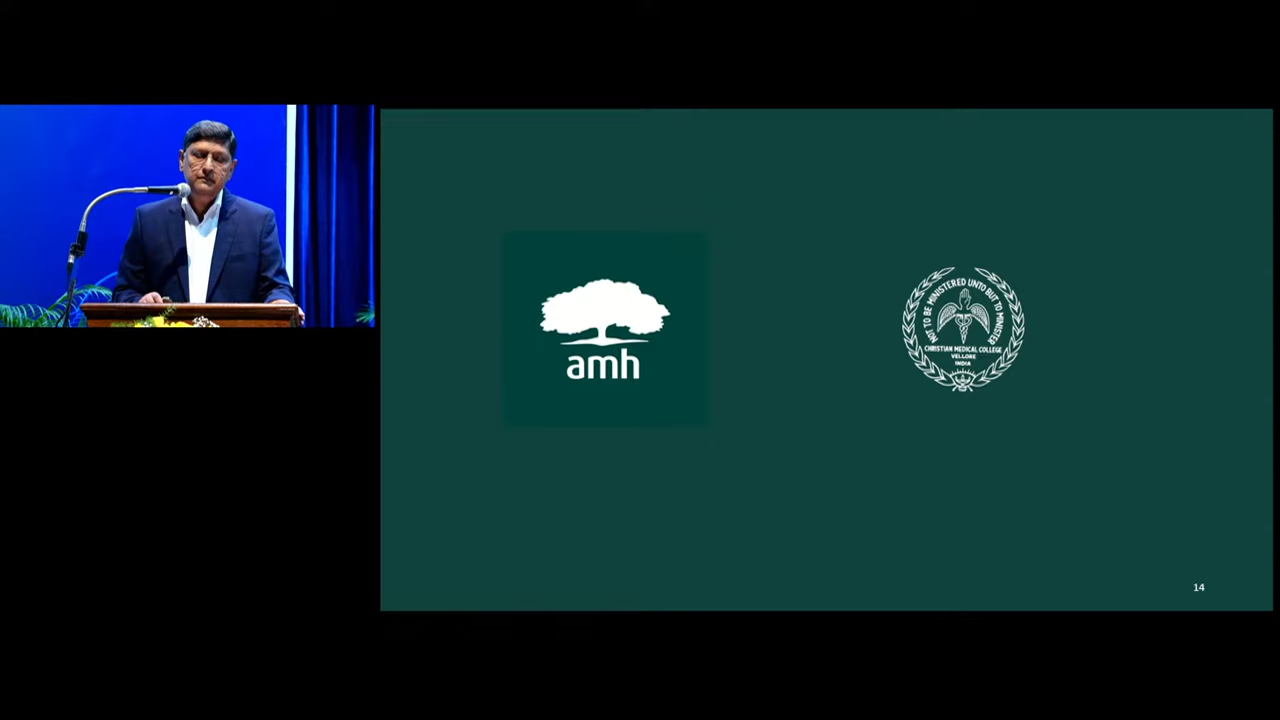 amh
NOT TO BE MINISTERED UNTO BUT TO MINISTER
CHRISTIAN MEDICAL COLLEGE
VELLORE
INDIA
14